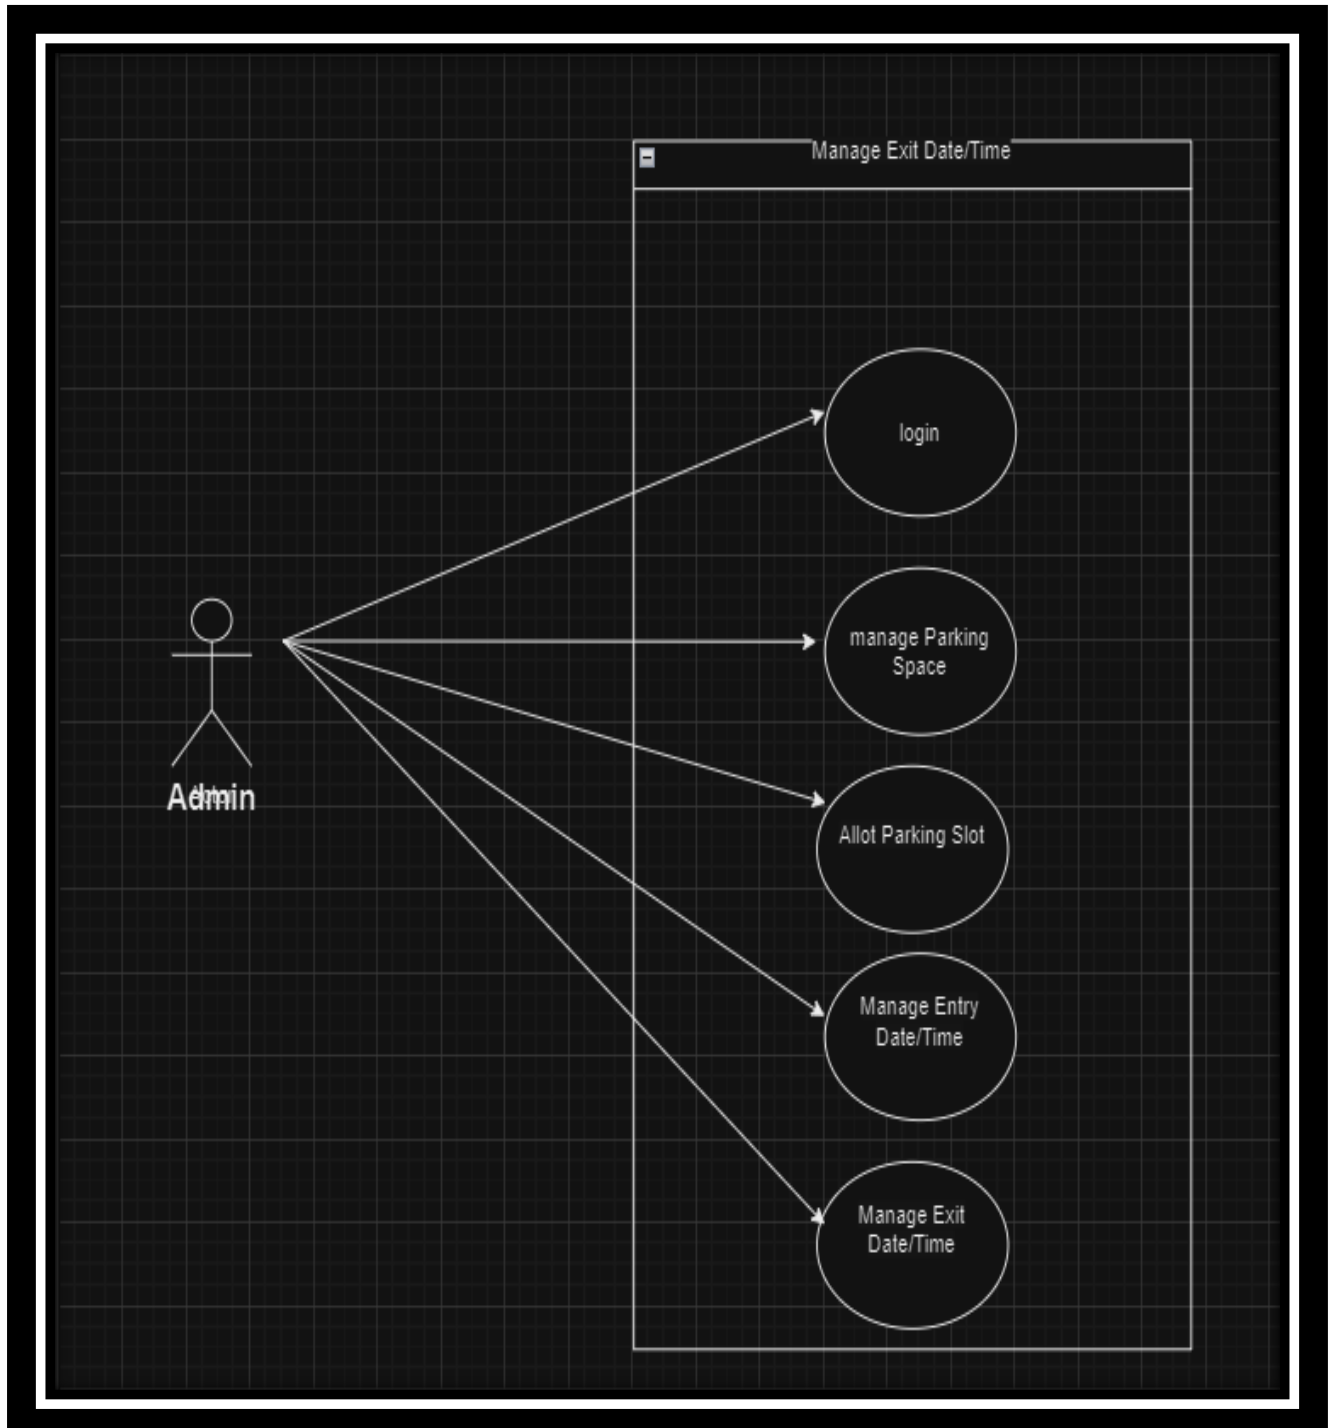 Manage Exit Date/Time
login
manage Parking
Space
Admin
Allot Parking Slot
Manage Entry
Date/Time
Manage Exit
Date/Time